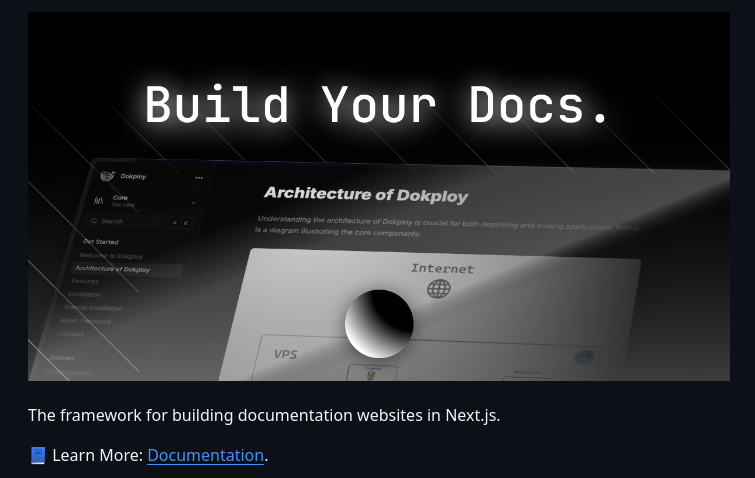 Build Your Docs.
Dokploy
Core
Search
⌘ K
Get Started
Welcome to Dokploy
Architecture of Dokploy
Features
Installation
Manual Installation
Reset Password
Uninstall
Domain
Architecture of Dokploy
Understanding the architecture of Dokploy is crucial for both deploying and scaling applications. Below
is a diagram illustrating the core components:
Internet
VPS
The framework for building documentation websites in Next.js.
📘 Learn More: Documentation.